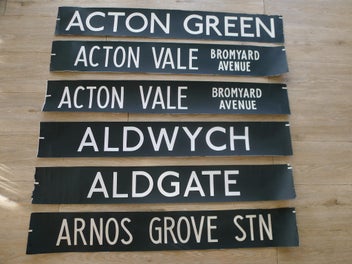 ACTON GREEN
ACTON VALE BROMYARD
AVENUE
ACTON VALE BROMYARD
AVENUE
ALDWYCH
ALDGATE
ARNOS GROVE STN